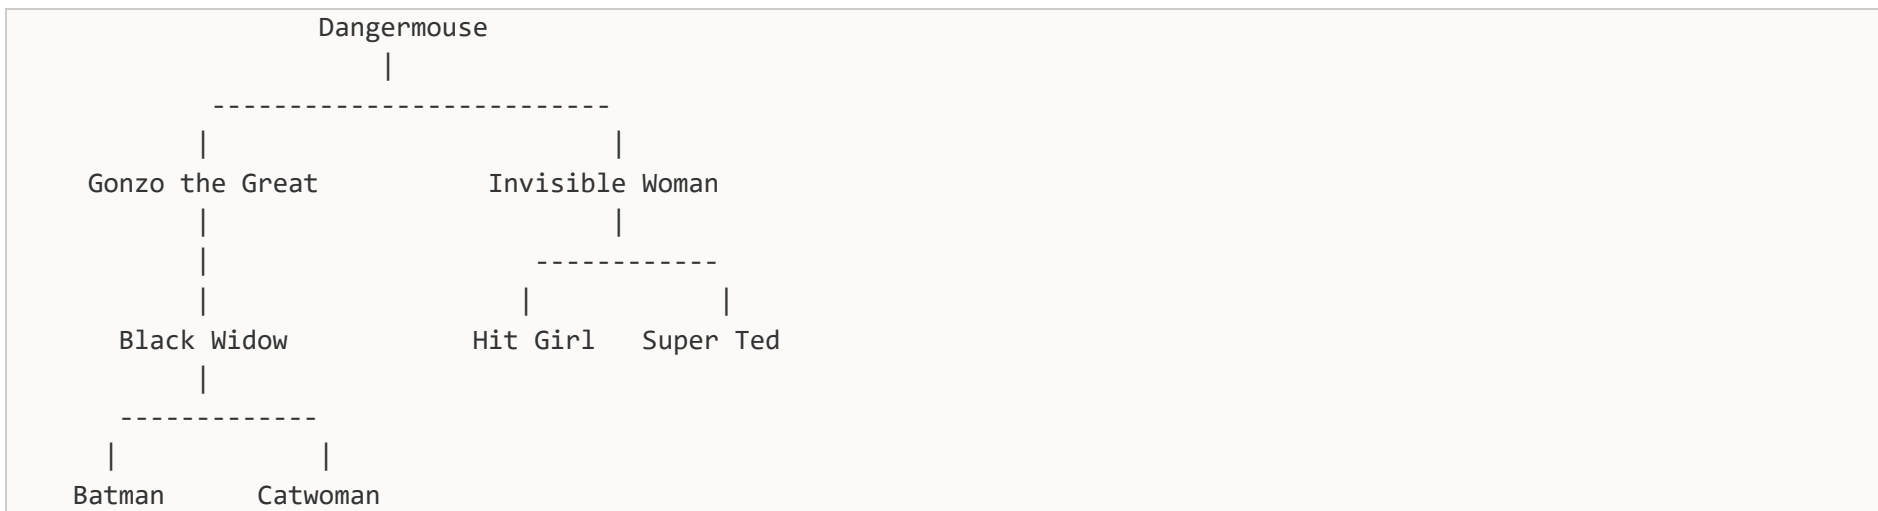 Dangermouse
|
--------------------------
| |
Gonzo the Great Invisible Woman
| |
| ------------
| | |
Black Widow Hit Girl Super Ted
|
-------------
| |
Batman Catwoman